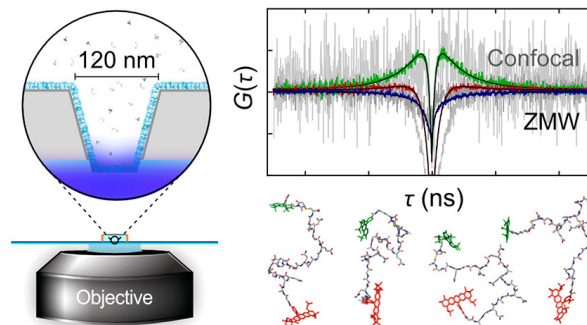 120 nm
Objective
G(τ)
Confocal
ZMW
τ (ns)